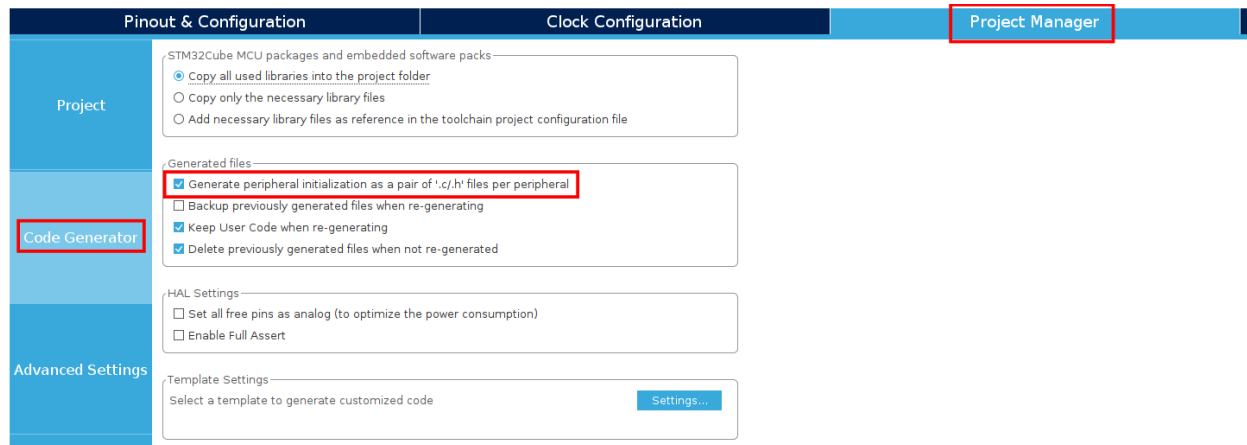 Pinout & Configuration
Clock Configuration
Project Manager
Project
Code Generator
Advanced Settings
STM32Cube MCU packages and embedded software packs
Copy all used libraries into the project folder
Copy only the necessary library files
Add necessary library files as reference in the toolchain project configuration file
Generated files
Generate peripheral initialization as a pair of '.c/.h' files per peripheral
Backup previously generated files when re-generating
Keep User Code when re-generating
Delete previously generated files when not re-generated
HAL Settings
Set all free pins as analog (to optimize the power consumption)
Enable Full Assert
Template Settings
Select a template to generate customized code
Settings...